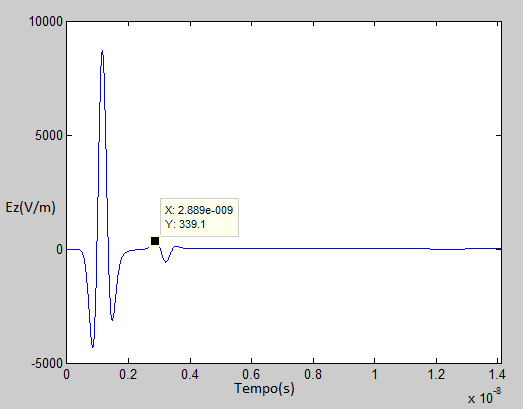 10000
5000
X: 2.889e-009
Y: 339.1
Ez(V/m)
0
-5000
0 0.2 0.4 0.6 0.8 1 1.2 1.4
Tempo(s)
x 10^-8